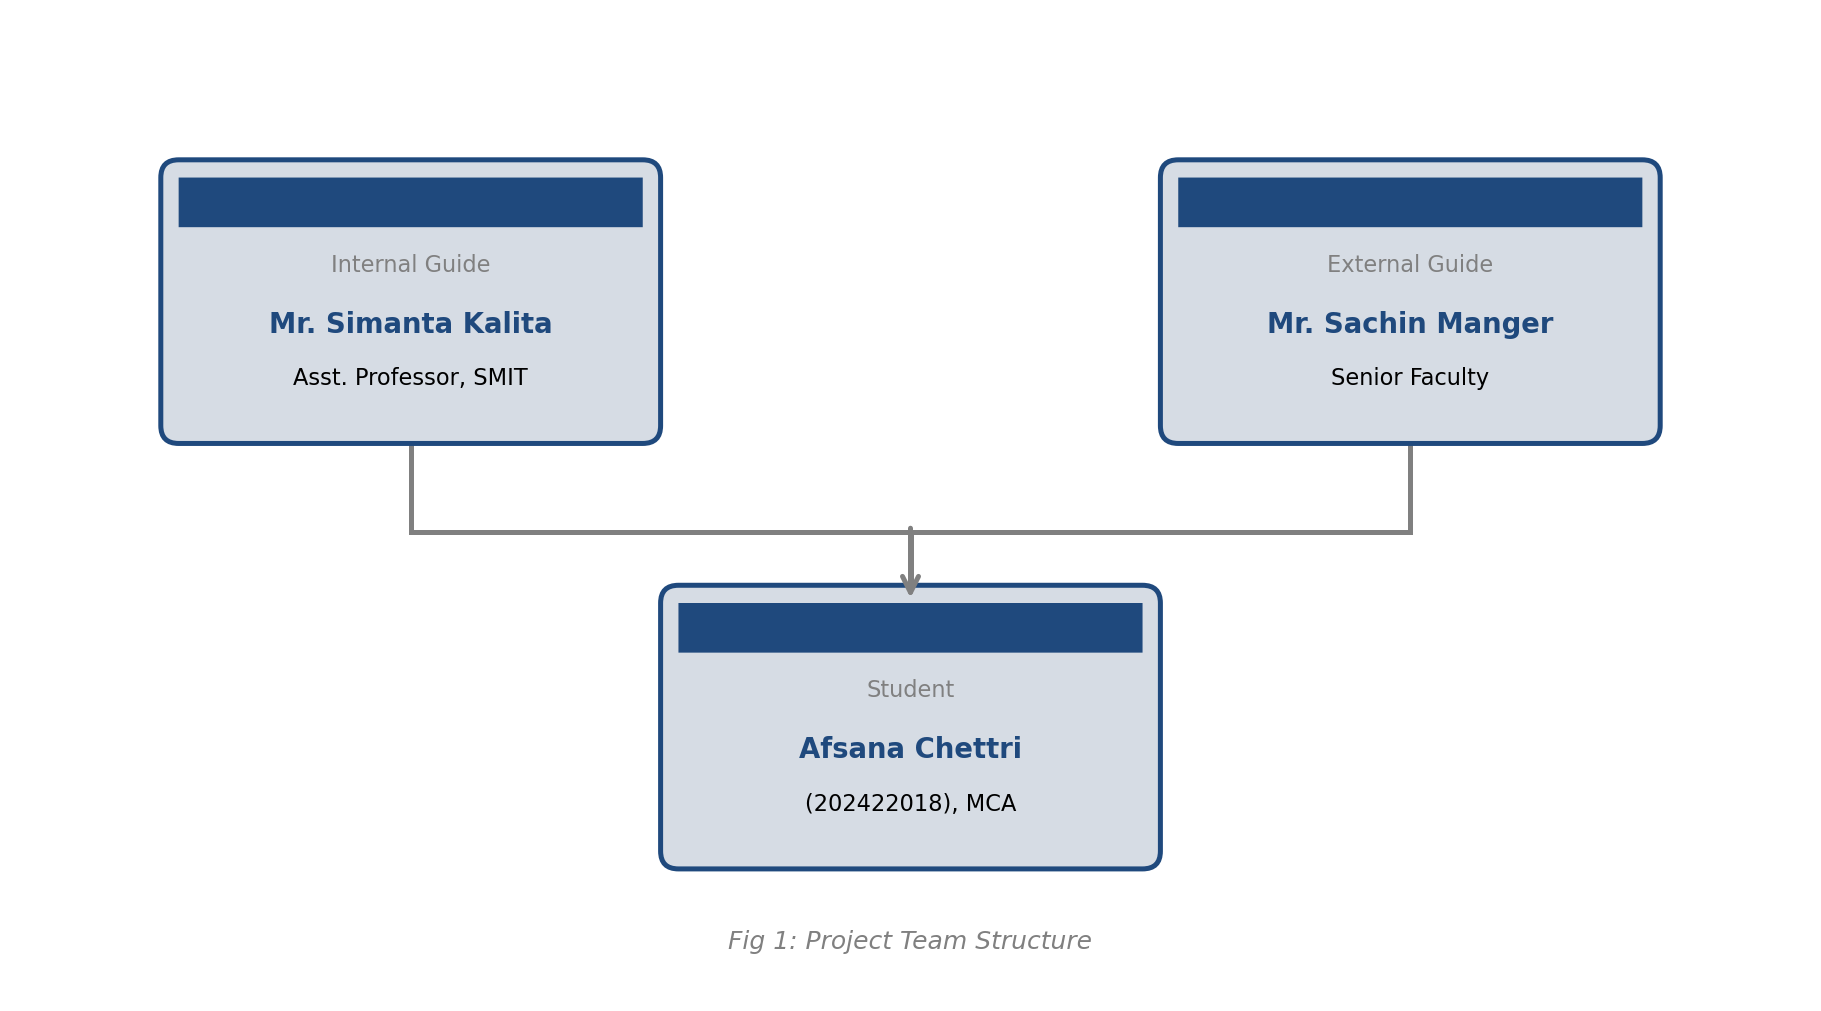 Internal Guide
Mr. Simanta Kalita
Asst. Professor, SMIT
External Guide
Mr. Sachin Manger
Senior Faculty
Student
Afsana Chettri
(202422018), MCA
Fig 1: Project Team Structure